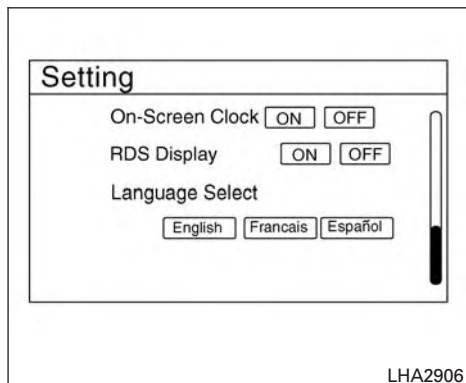 Setting
On-Screen Clock ON OFF
RDS Display ON OFF
Language Select
English Francais Español
LHA2906